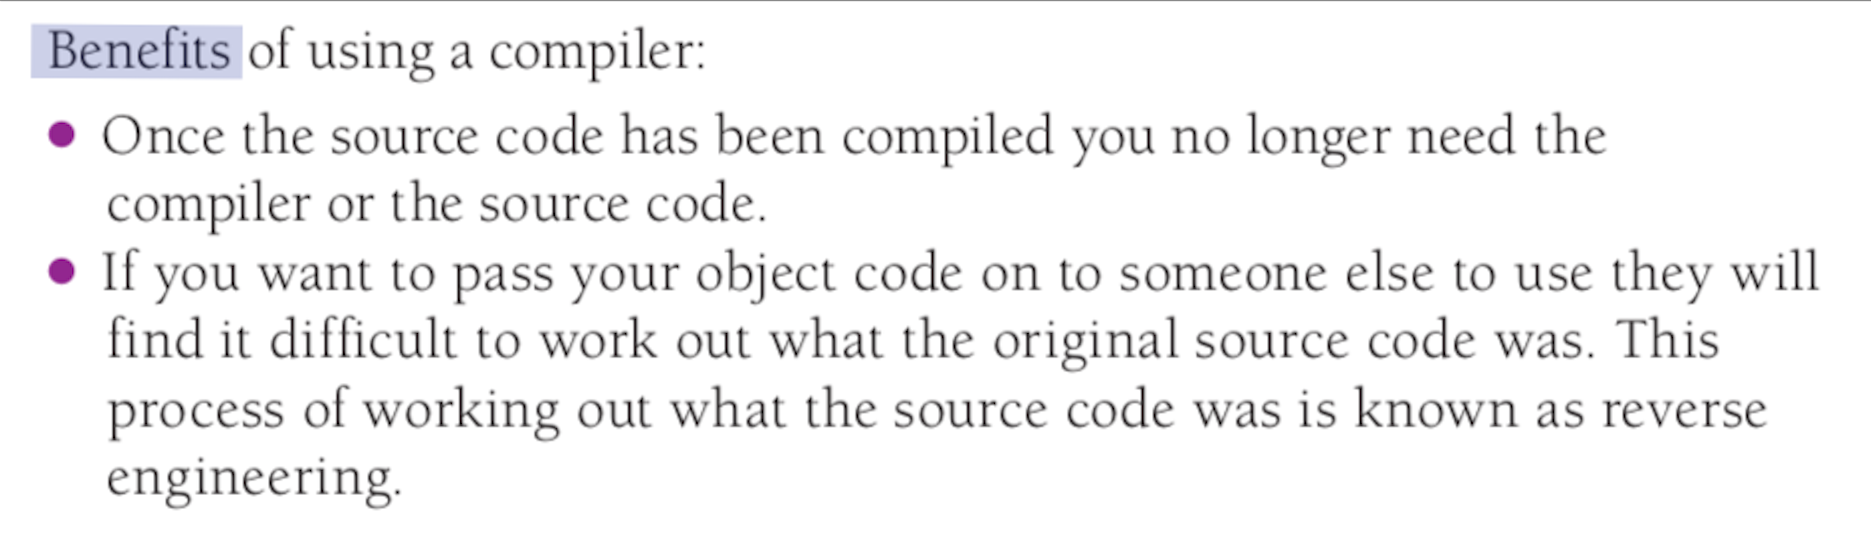 Benefits of using a compiler:
● Once the source code has been compiled you no longer need the
compiler or the source code.
● If you want to pass your object code on to someone else to use they will
find it difficult to work out what the original source code was. This
process of working out what the source code was is known as reverse
engineering.